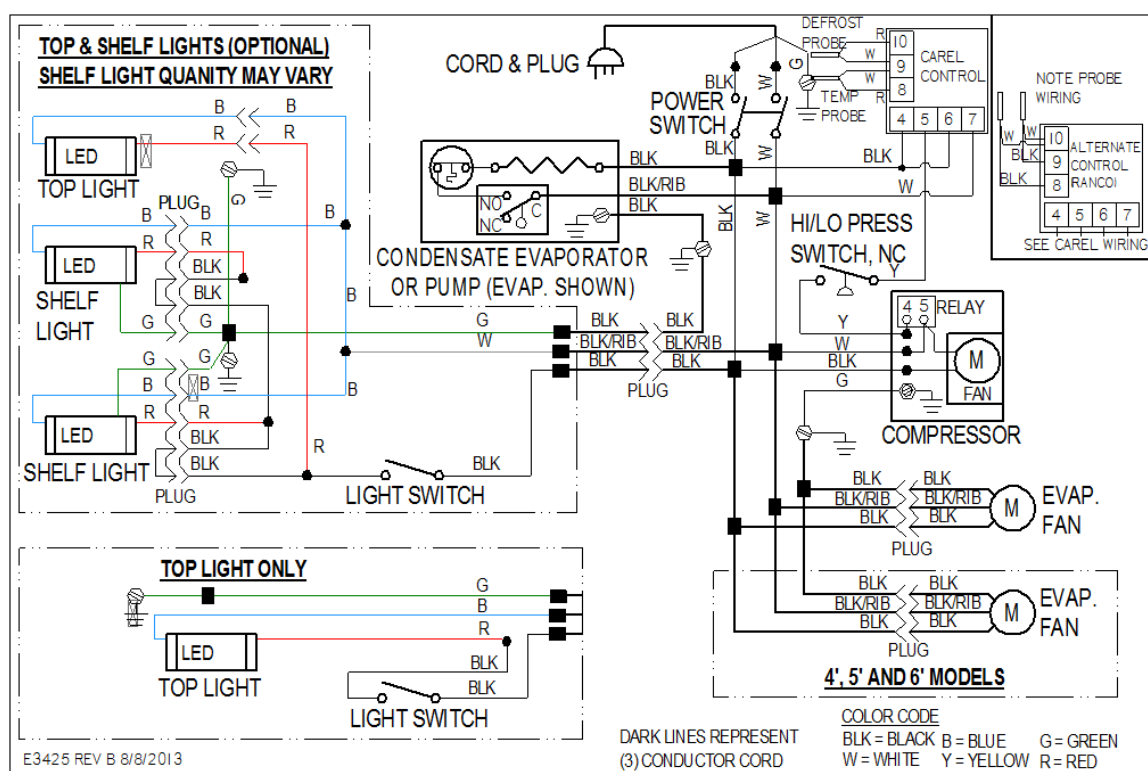 TOP & SHELF LIGHTS (OPTIONAL)
SHELF LIGHT QUANITY MAY VARY
B
B
R
R
LED
TOP LIGHT
G
PLUG
B
B
B
R
R
LED
BLK
SHELF
LIGHT
BLK
B
G
G
G
W
G
G
B
B
B
R
R
LED
BLK
SHELF LIGHT
BLK
R
BLK
PLUG
LIGHT SWITCH
CORD & PLUG
POWER
SWITCH
BLK
W
G
BLK
W
DEFROST
PROBE
R
W
W
R
TEMP
PROBE
10
9
8
CAREL
CONTROL
4 5 6 7
BLK
W
NOTE PROBE
WIRING
W
W
BLK
BLK
10
9
8
ALTERNATE
CONTROL
(RANCO)
4 5 6 7
SEE CAREL WIRING
BLK
BLK/RIB
BLK
NO
NC
C
CONDENSATE EVAPORATOR
OR PUMP (EVAP. SHOWN)
BLK
W
HI/LO PRESS
SWITCH, NC
Y
BLK
BLK
BLK/RIB
BLK/RIB
BLK
BLK
PLUG
Y
W
BLK
G
4 5
RELAY
M
FAN
COMPRESSOR
BLK
BLK
BLK/RIB
BLK/RIB
BLK
BLK
PLUG
M
EVAP.
FAN
BLK
BLK
BLK/RIB
BLK/RIB
BLK
BLK
PLUG
M
EVAP.
FAN
4', 5' AND 6' MODELS
TOP LIGHT ONLY
G
B
R
LED
TOP LIGHT
BLK
BLK
LIGHT SWITCH
E3425 REV B 8/8/2013
DARK LINES REPRESENT
(3) CONDUCTOR CORD
COLOR CODE
BLK = BLACK B = BLUE G = GREEN
W = WHITE Y = YELLOW R = RED